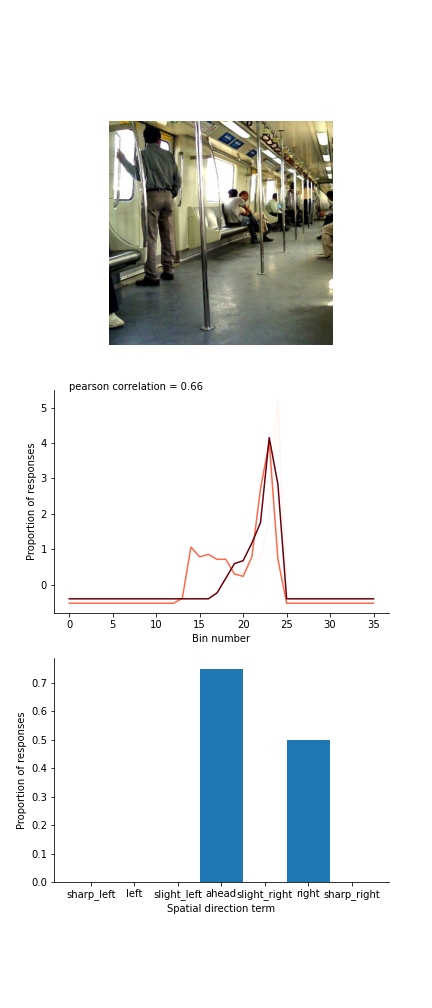 pearson correlation = 0.66
5
4
3
2
1
0
Proportion of responses
0 5 10 15 20 25 30 35
Bin number
0.7
0.6
0.5
0.4
0.3
0.2
0.1
0.0
Proportion of responses
sharp_left left slight_left ahead slight_right right sharp_right
Spatial direction term